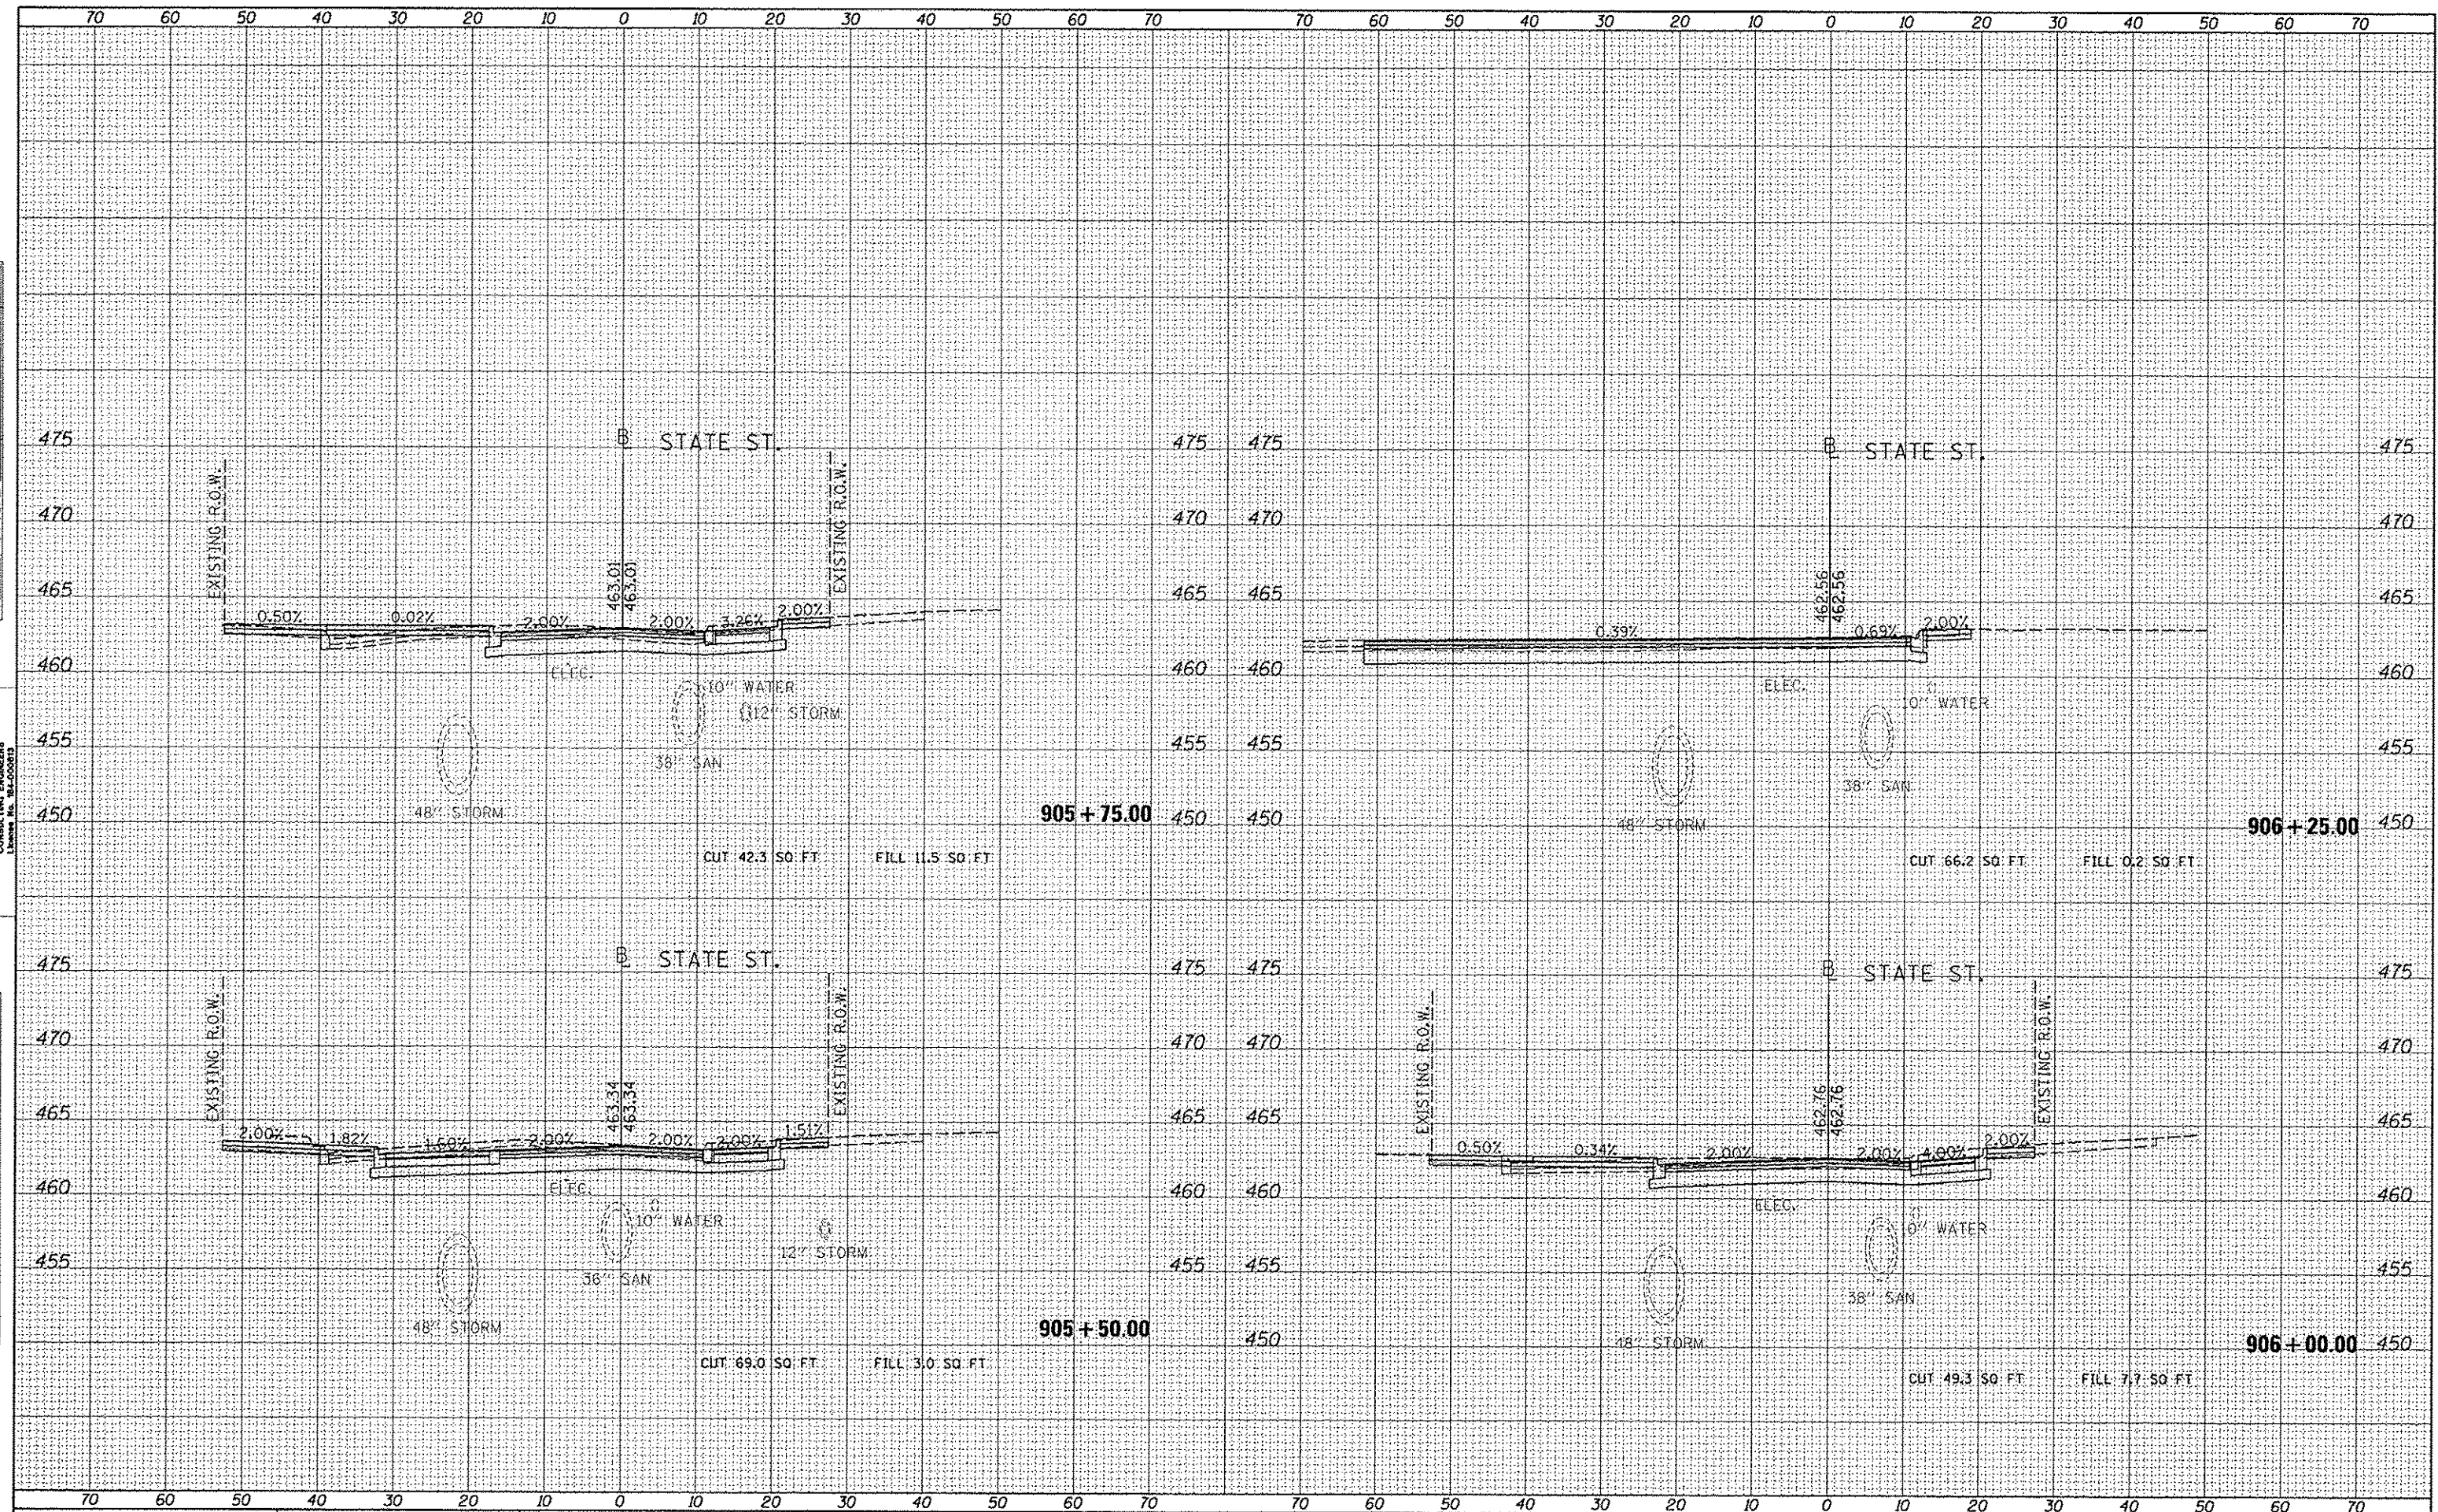 70 60 50 40 30 20 10 0 10 20 30 40 50 60 70 60 50 40 30 20 10 0 10 20 30 40 50 60 70
475 ℄ STATE ST. 475 475 ℄ STATE ST. 475
EXISTING R.O.W. EXISTING R.O.W.
470 470 470 470
463.01 463.01 462.56 462.56
465 465 465 465
0.50% 0.02% 2.00% 2.00% 3.26% 2.00% 0.39% 0.69% 2.00%
460 ELEC. 460 460 ELEC. 460
10" WATER 0" WATER
12" STORM
455 38" SAN 455 455 38" SAN 455
450 48" STORM 905+75.00 450 450 48" STORM 906+25.00 450
CUT 42.3 SQ FT FILL 11.5 SQ FT CUT 66.2 SQ FT FILL 0.2 SQ FT
License No. 184-000813
475 ℄ STATE ST. 475 475 ℄ STATE ST. 475
EXISTING R.O.W. EXISTING R.O.W. EXISTING R.O.W. EXISTING R.O.W.
470 470 470 470
463.34 463.34 462.76 462.76
465 465 465 465
2.00% 1.82% 1.60% 2.00% 2.00% 2.00% 1.51% 0.50% 0.34% 2.00% 2.00% 4.00% 2.00%
460 ELEC. 460 460 ELEC. 460
10" WATER 0" WATER
12" STORM
455 36" SAN 455 455 38" SAN 455
48" STORM 905+50.00 450 48" STORM 906+00.00 450
CUT 69.0 SQ FT FILL 3.0 SQ FT CUT 49.3 SQ FT FILL 7.7 SQ FT
70 60 50 40 30 20 10 0 10 20 30 40 50 60 70 70 60 50 40 30 20 10 0 10 20 30 40 50 60 70